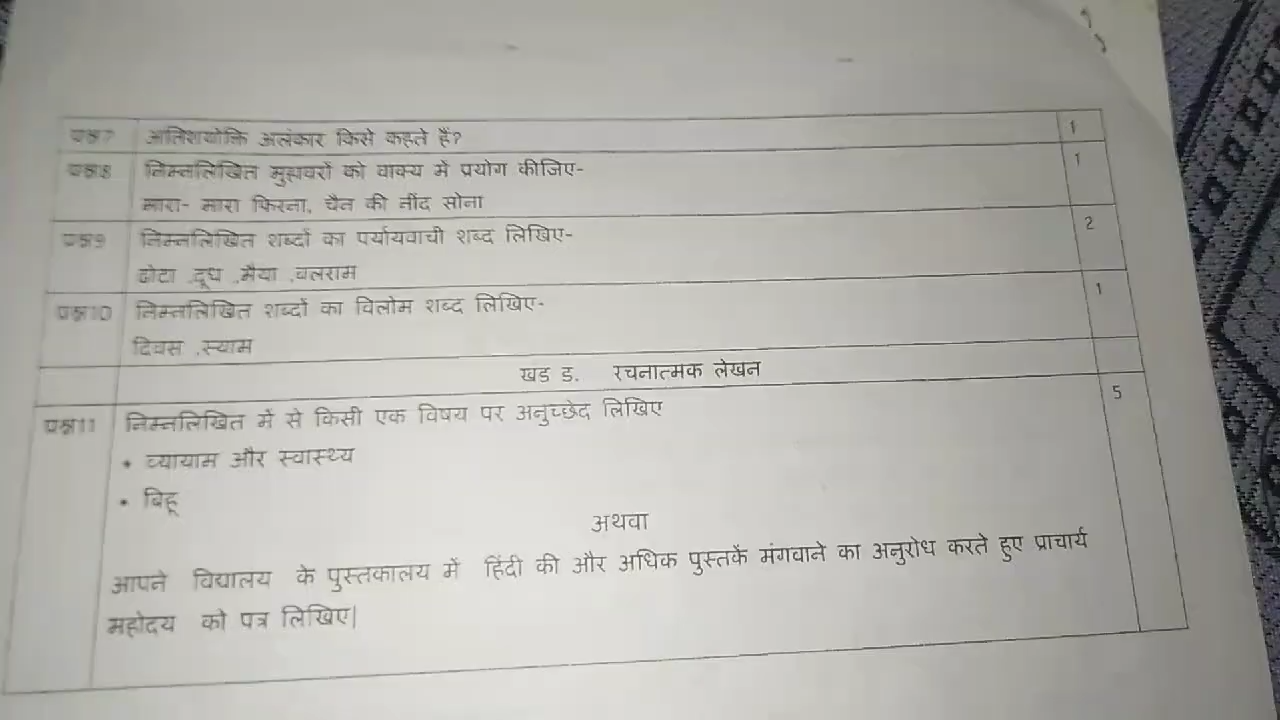 प्रश्न7 अतिशयोक्ति अलंकार किसे कहते हैं? 1
प्रश्न8 निम्नलिखित मुहावरों को वाक्य में प्रयोग कीजिए- 1
मारा- मारा फिरना, चैन की नींद सोना
प्रश्न9 निम्नलिखित शब्दों का पर्यायवाची शब्द लिखिए- 2
,दूध ,मैया ,बलराम
प्रश्न10 निम्नलिखित शब्दों का विलोम शब्द लिखिए- 1
दिवस ,स्याम
खड ड. रचनात्मक लेखन
प्रश्न11 निम्नलिखित में से किसी एक विषय पर अनुच्छेद लिखिए 5
• व्यायाम और स्वास्थ्य
• बिहू
अथवा
आपने विद्यालय के पुस्तकालय में हिंदी की और अधिक पुस्तकें मंगवाने का अनुरोध करते हुए प्राचार्य
महोदय को पत्र लिखिए|